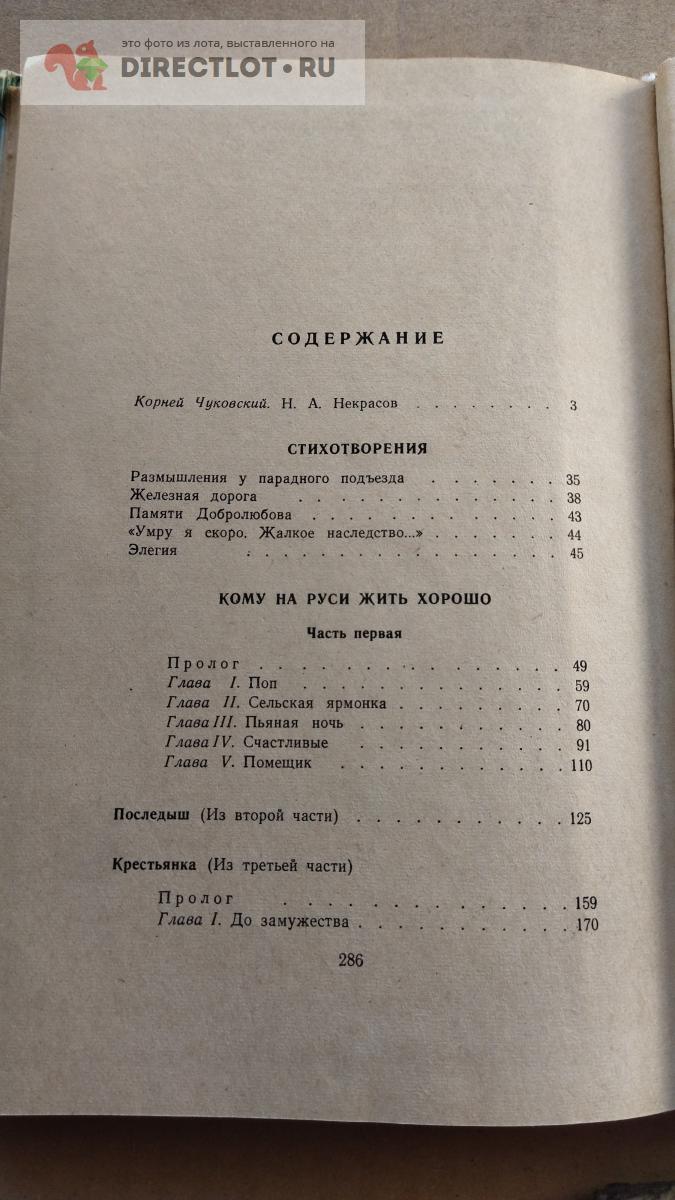 это фото из лота, выставленного на
DIRECTLOT.RU
СОДЕРЖАНИЕ
Корней Чуковский. Н. А. Некрасов . . . . . . . . 3
СТИХОТВОРЕНИЯ
Размышления у парадного подъезда . . . . . . . 35
Железная дорога . . . . . . . . . . . . . 38
Памяти Добролюбова . . . . . . . . . . . . 43
«Умру я скоро. Жалкое наследство...» . . . . . . . 44
Элегия . . . . . . . . . . . . . . . 45
КОМУ НА РУСИ ЖИТЬ ХОРОШО
Часть первая
Пролог . . . . . . . . . . . . . . . 49
Глава I. Поп . . . . . . . . . . . . . 59
Глава II. Сельская ярмонка . . . . . . . . . 70
Глава III. Пьяная ночь . . . . . . . . . . . 80
Глава IV. Счастливые . . . . . . . . . . . 91
Глава V. Помещик . . . . . . . . . . . . 110
Последыш (Из второй части) . . . . . . . . . . . 125
Крестьянка (Из третьей части)
Пролог . . . . . . . . . . . . . 159
Глава I. До замужества . . . . . . . . . . . 170
286